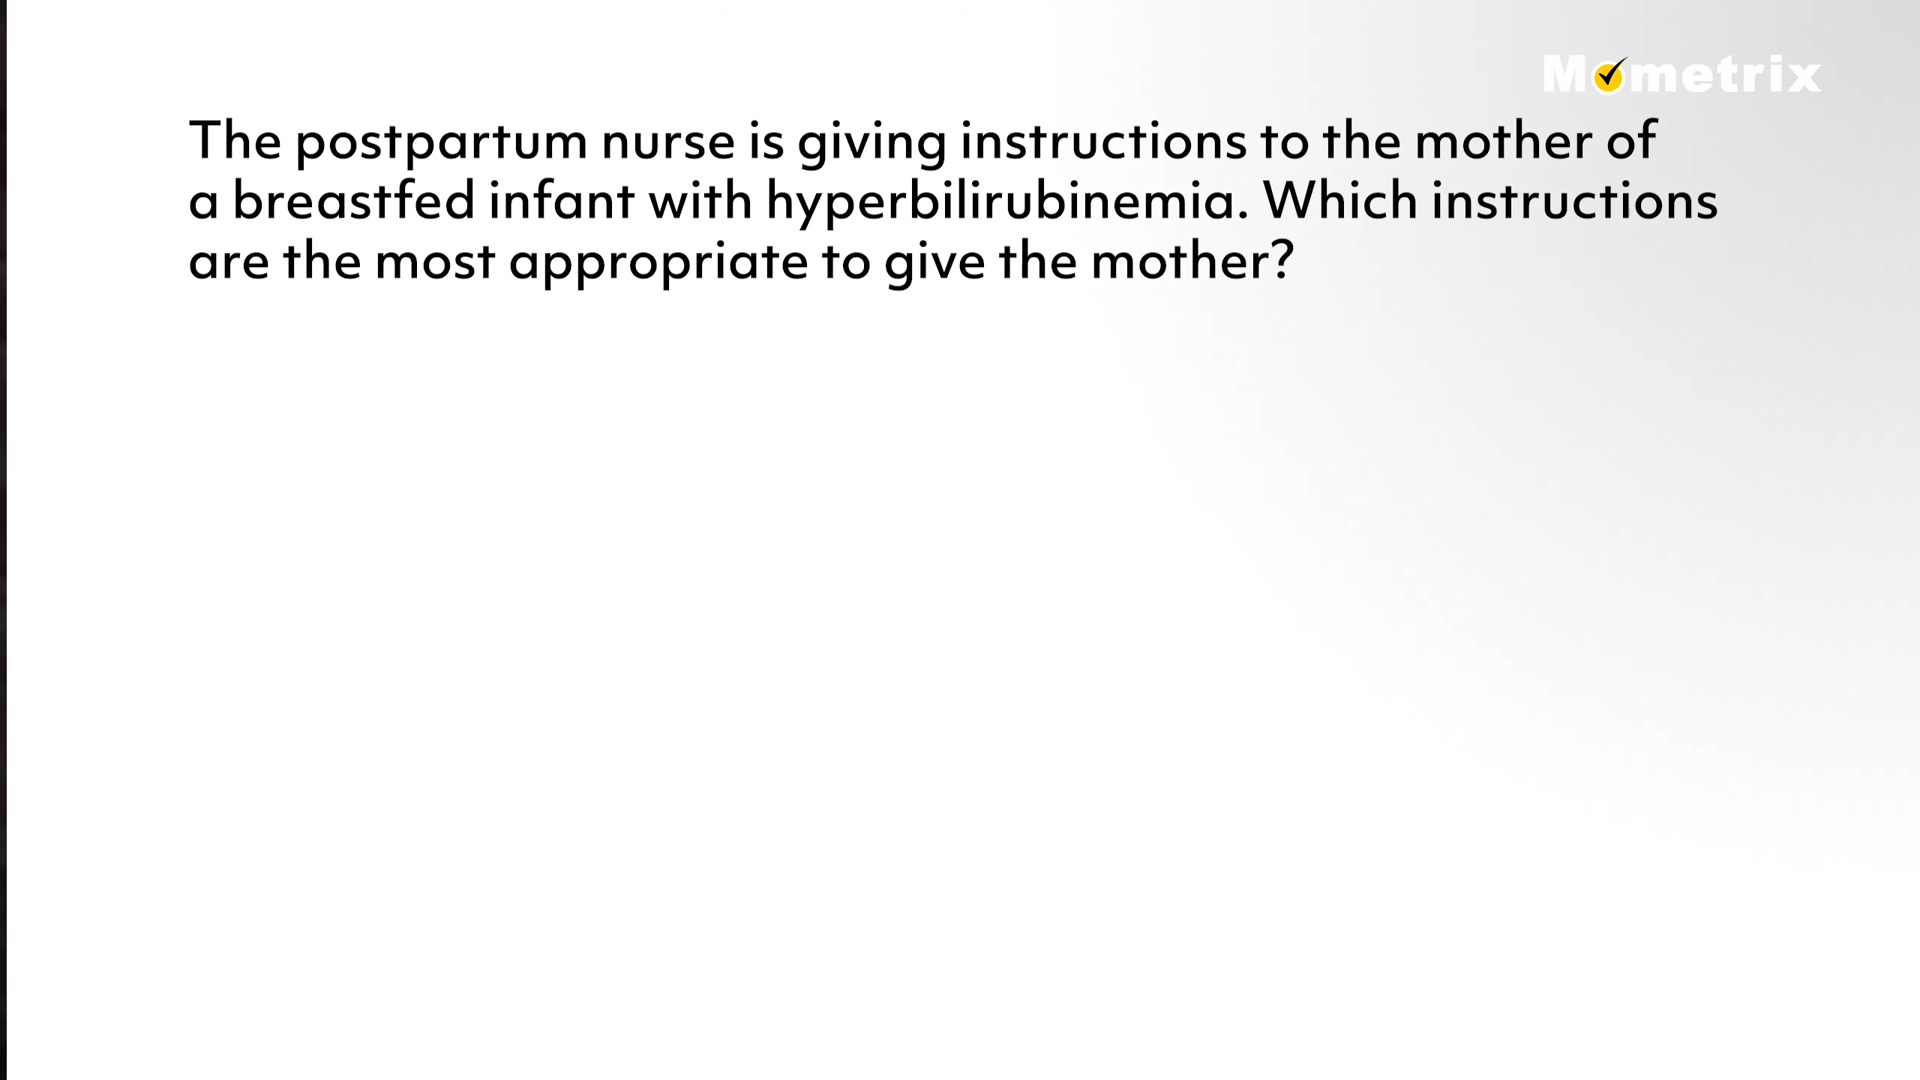 Mometrix
The postpartum nurse is giving instructions to the mother of
a breastfed infant with hyperbilirubinemia. Which instructions
are the most appropriate to give the mother?